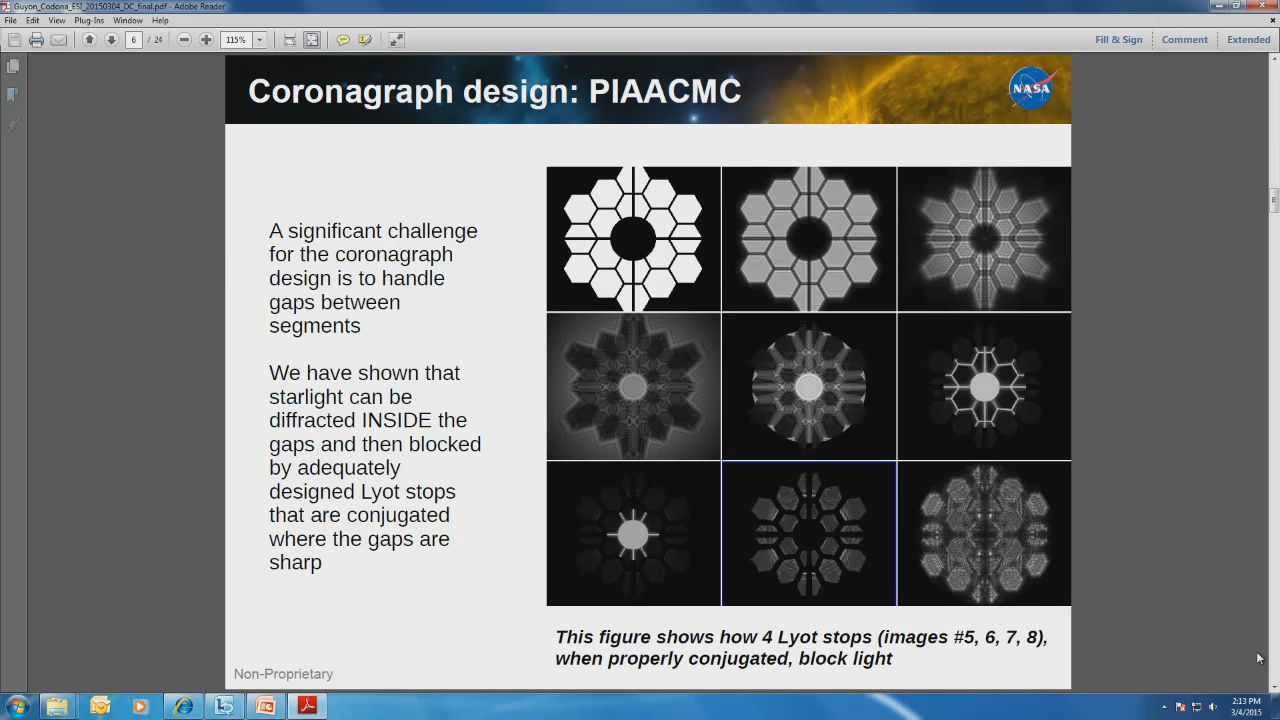 Guyon_Codona_ESI_20150304_DC_final.pdf - Adobe Reader
File Edit View Plug-Ins Window Help
6 / 24 115% Fill & Sign Comment Extended
Coronagraph design: PIAACMC
NASA
A significant challenge
for the coronagraph
design is to handle
gaps between
segments
We have shown that
starlight can be
diffracted INSIDE the
gaps and then blocked
by adequately
designed Lyot stops
that are conjugated
where the gaps are
sharp
This figure shows how 4 Lyot stops (images #5, 6, 7, 8),
when properly conjugated, block light
Non-Proprietary
2:13 PM
3/4/2015